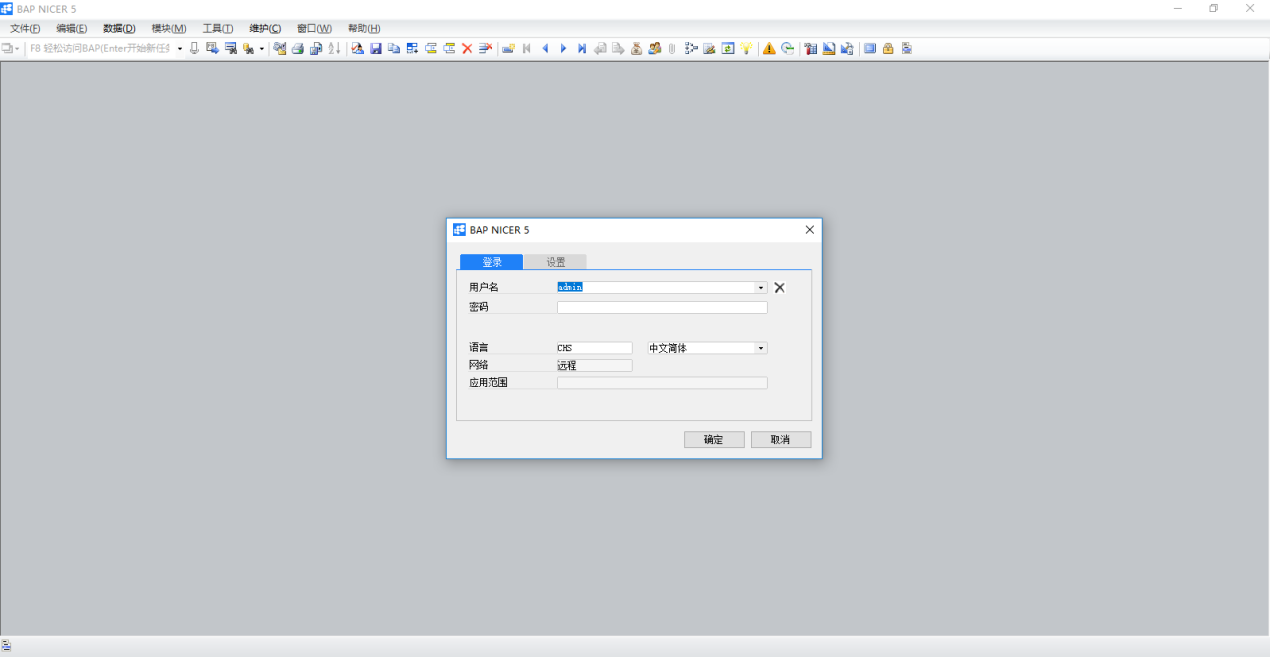 BAP NICER 5
文件(F) 编辑(E) 数据(D) 模块(M) 工具(T) 维护(C) 窗口(W) 帮助(H)
F8 轻松访问BAP(Enter开始新任
BAP NICER 5
登录 设置
用户名 admin
密码
语言 CHS 中文简体
网络 远程
应用范围
确定 取消